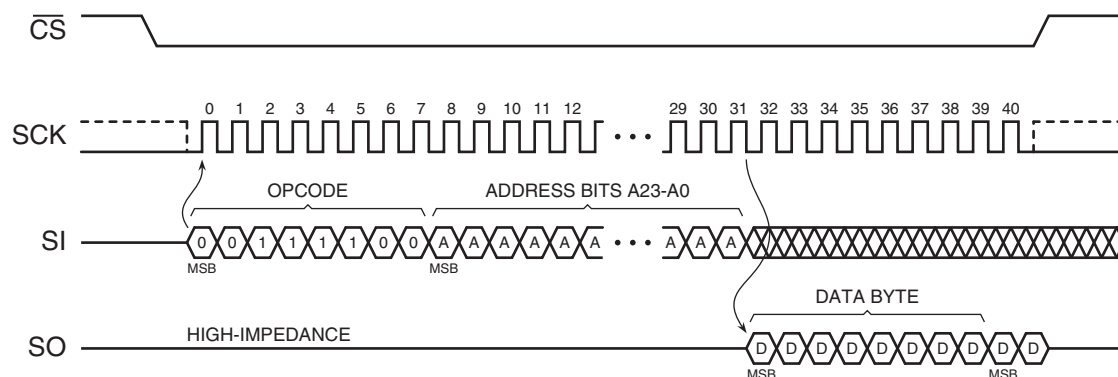 CS
0 1 2 3 4 5 6 7 8 9 10 11 12 29 30 31 32 33 34 35 36 37 38 39 40
SCK
OPCODE ADDRESS BITS A23-A0
SI 0 0 1 1 1 1 0 0 A A A A A A A A A
MSB MSB
DATA BYTE
HIGH-IMPEDANCE
SO D D D D D D D D D D
MSB MSB